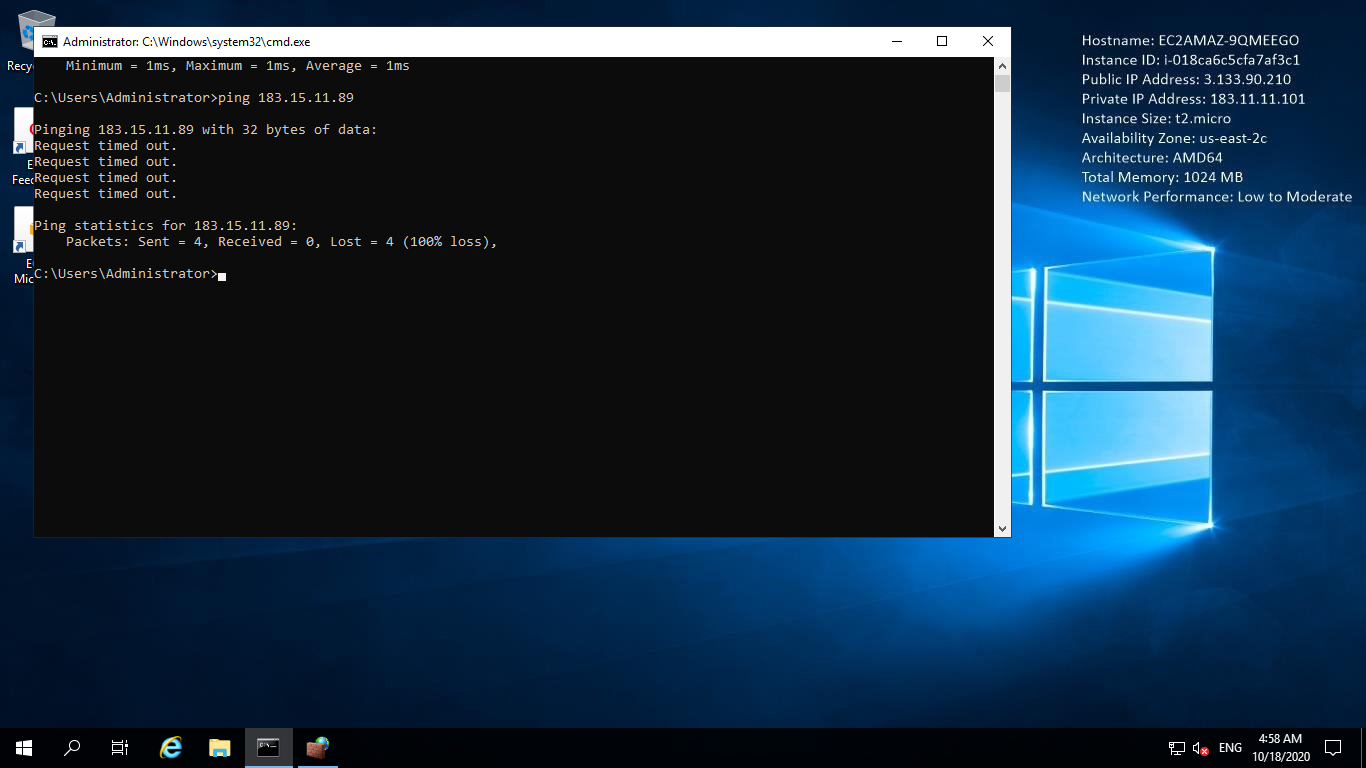 Administrator: C:\Windows\system32\cmd.exe
Minimum = 1ms, Maximum = 1ms, Average = 1ms
C:\Users\Administrator>ping 183.15.11.89
Pinging 183.15.11.89 with 32 bytes of data:
Request timed out.
Request timed out.
Request timed out.
Request timed out.
Ping statistics for 183.15.11.89:
Packets: Sent = 4, Received = 0, Lost = 4 (100% loss),
C:\Users\Administrator>
Hostname: EC2AMAZ-9QMEEGO
Instance ID: i-018ca6c5cfa7af3c1
Public IP Address: 3.133.90.210
Private IP Address: 183.11.11.101
Instance Size: t2.micro
Availability Zone: us-east-2c
Architecture: AMD64
Total Memory: 1024 MB
Network Performance: Low to Moderate
Recy
E
Feed
E
Mic
ENG
4:58 AM
10/18/2020